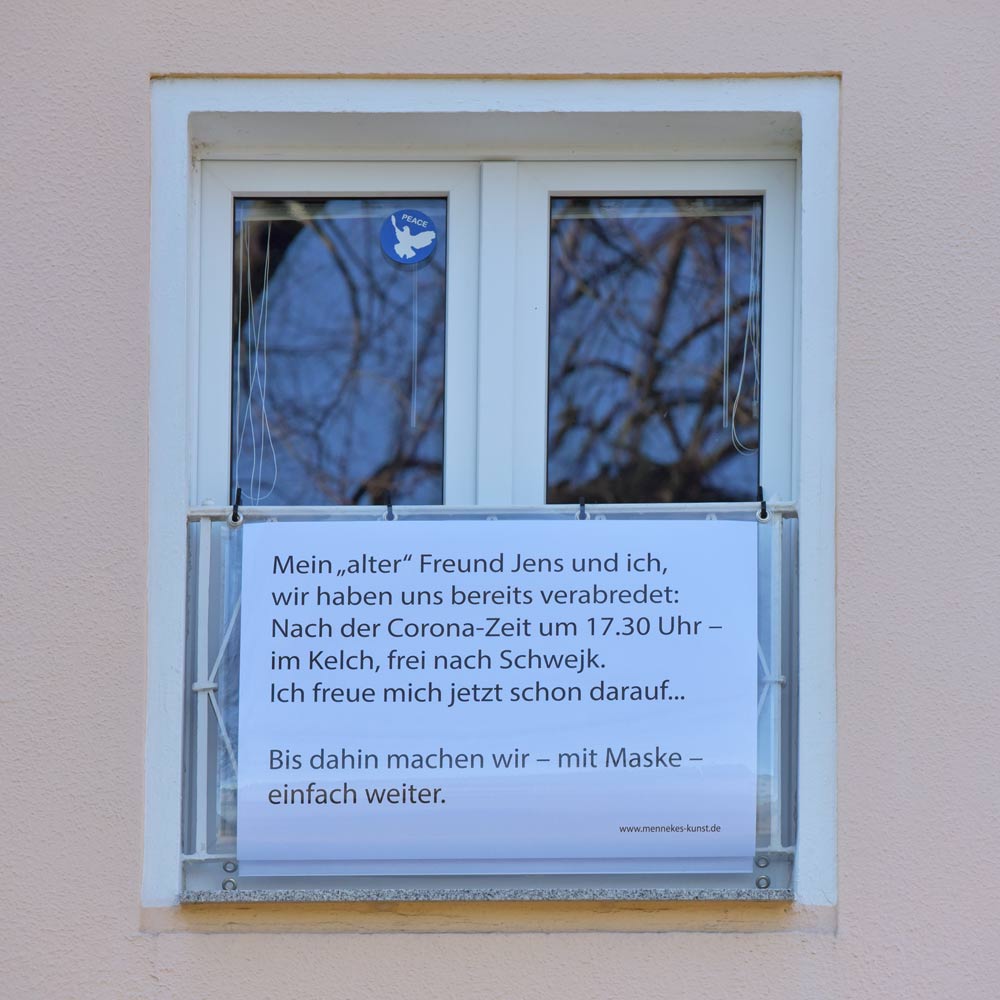 PEACE
Mein „alter“ Freund Jens und ich,
wir haben uns bereits verabredet:
Nach der Corona-Zeit um 17.30 Uhr –
im Kelch, frei nach Schwejk.
Ich freue mich jetzt schon darauf...
Bis dahin machen wir – mit Maske –
einfach weiter.
www.mennekes-kunst.de